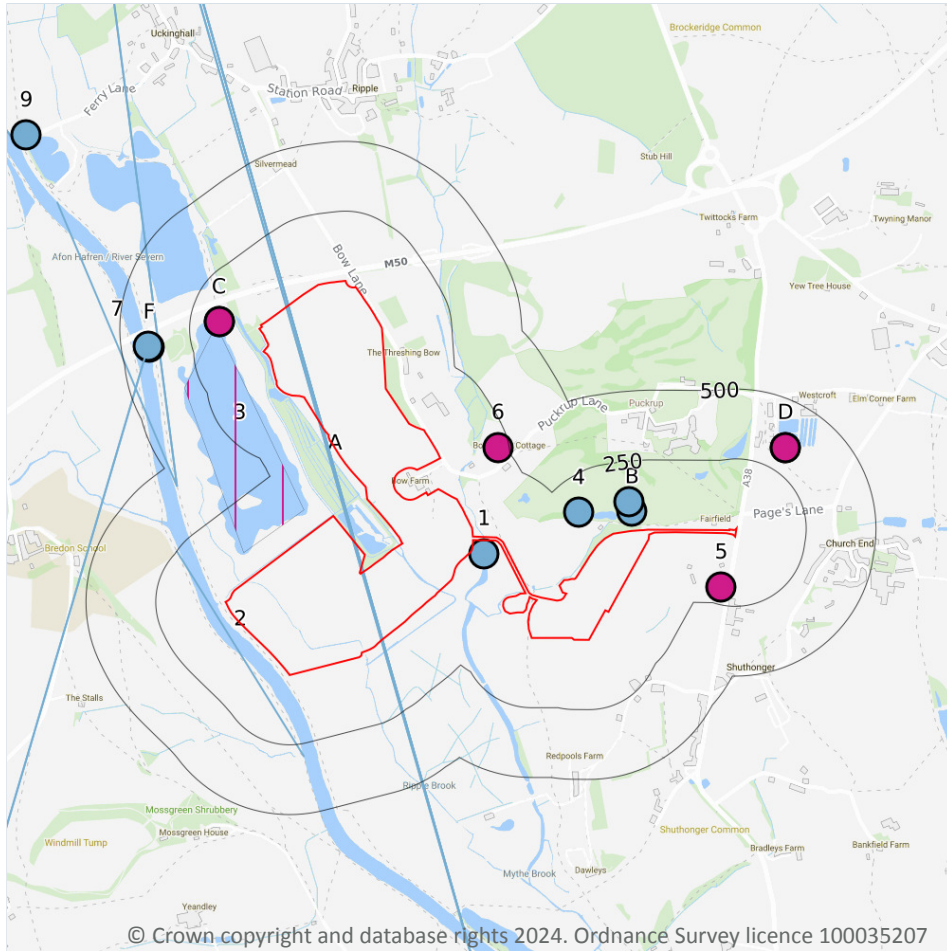 Brockeridge Common
Uckinghall
Ferry Lane
Station Road
Ripple
9
Silvermead
Stub Hill
Twittocks Farm
Twyning Manor
Afon Hafren / River Severn
Bow Lane
M50
Yew Tree House
C
7
F
The Threshing Bow
3
Puckrup Lane
Puckrup
500
Westcroft
Elm Corner Farm
D
6
A
Cottage
250
B
4
A38
Bow Farm
1
Fairfield
Page's Lane
Bredon School
Church End
5
2
Shuthonger
The Stalls
Redpools Farm
Ripple Brook
Mossgreen Shrubbery
Mossgreen House
Windmill Tump
Shuthonger Common
Bradleys Farm
Bankfield Farm
Mythe Brook
Dawleys
Yeandley
© Crown copyright and database rights 2024. Ordnance Survey licence 100035207